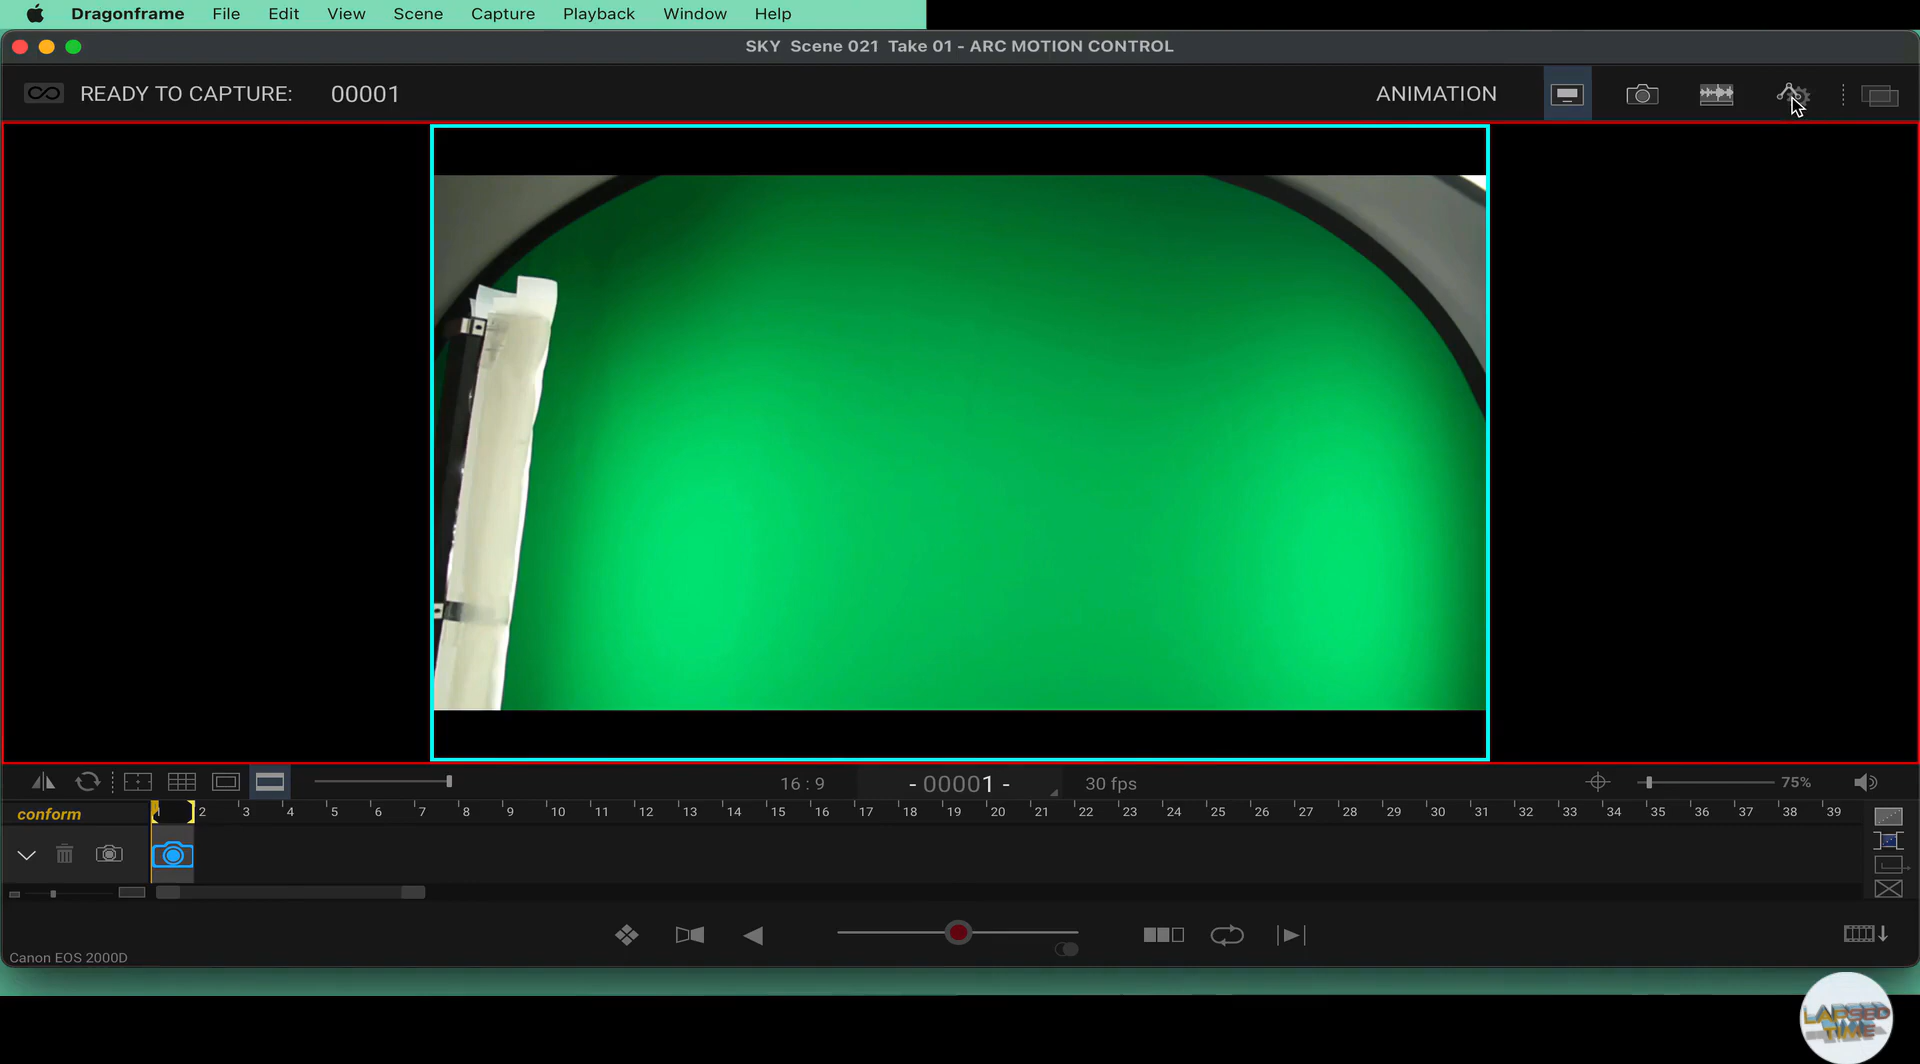 Dragonframe File Edit View Scene Capture Playback Window Help
SKY Scene 021 Take 01 - ARC MOTION CONTROL
READY TO CAPTURE: 00001 ANIMATION
16 : 9 - 00001 - 30 fps 75%
conform 1 2 3 4 5 6 7 8 9 10 11 12 13 14 15 16 17 18 19 20 21 22 23 24 25 26 27 28 29 30 31 32 33 34 35 36 37 38 39
Canon EOS 2000D
LAPSED
TIME